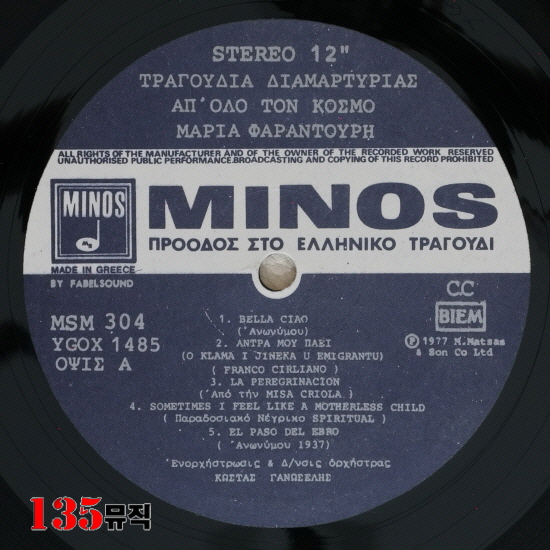 STEREO 12"
ΤΡΑΓΟΥΔΙΑ ΔΙΑΜΑΡΤΥΡΙΑΣ
ΑΠ'ΟΛΟ ΤΟΝ ΚΟΣΜΟ
ΜΑΡΙΑ ΦΑΡΑΝΤΟΥΡΗ
ALL RIGHTS OF THE MANUFACTURER AND OF THE OWNER OF THE RECORDED WORK RESERVED
UNAUTHORISED PUBLIC PERFORMANCE.BROADCASTING AND COPYING OF THIS RECORD PROHIBITED
MINOS
MINOS
ΠΡΟΟΔΟΣ ΣΤΟ ΕΛΛΗΝΙΚΟ ΤΡΑΓΟΥΔΙ
MADE IN GREECE
BY FABELSOUND
MSM 304
YGOX 1485
ΟΨΙΣ Α
CC
BIEM
Ⓟ 1977 M.Matsas
& Son Co Ltd
1. BELLA CIAO
('Ανωνύμου)
2. ΑΝΤΡΑ ΜΟΥ ΠΑΕΙ
(O KLAMA I JINEKA U EMIGRANTU)
( FRANCO CIRLIANO )
3. LA PEREGRINACION
('Από τήν MISA CRIOLA )
4. SOMETIMES I FEEL LIKE A MOTHERLESS CHILD
( Παραδοσιακό Νέγρικο SPIRITUAL )
5. EL PASO DEL EBRO
( 'Ανωνύμου 1937)
'Ενορχήστρωσις & Δ/νσις ὀρχήστρας
ΚΩΣΤΑΣ ΓΑΝΩΣΕΛΗΣ
135뮤직